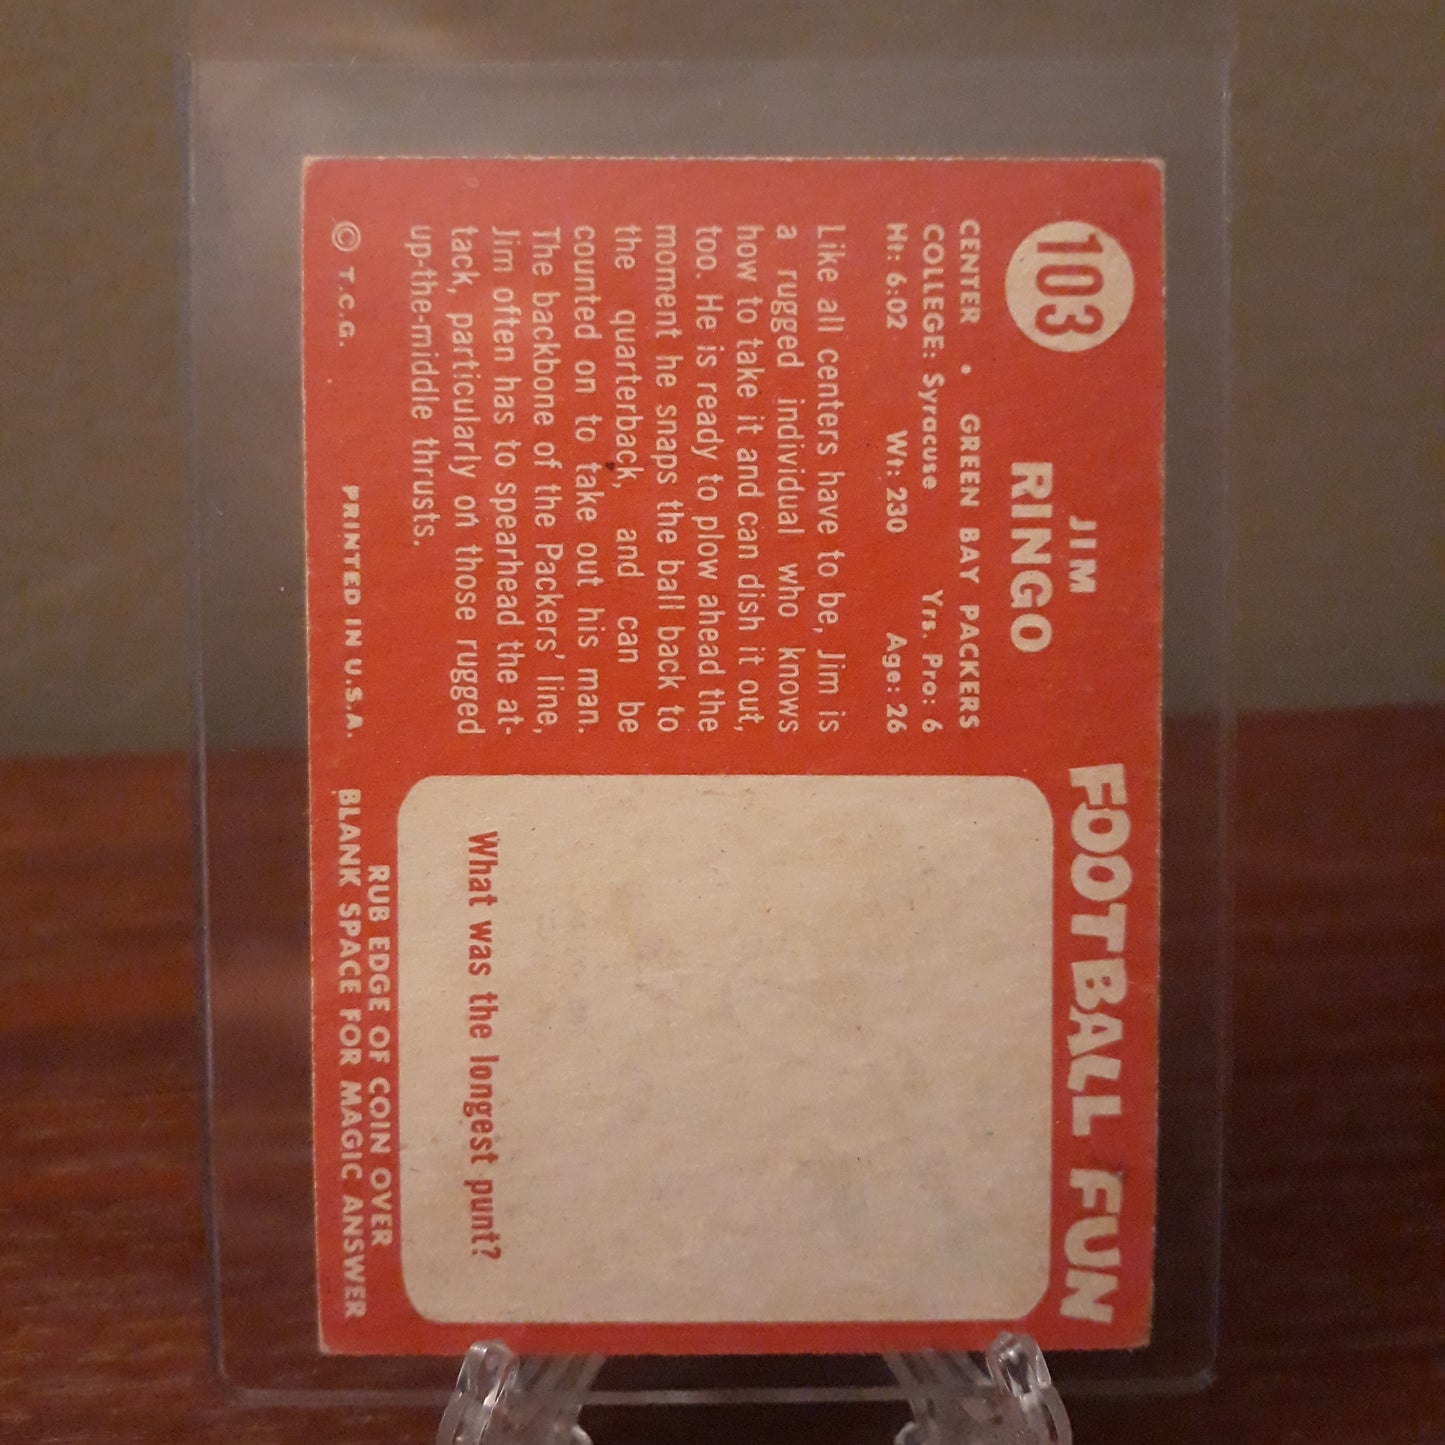 103
JIM
RINGO
CENTER • GREEN BAY PACKERS
COLLEGE: Syracuse Yrs. Pro: 6
Ht: 6:02 Wt: 230 Age: 26
Like all centers have to be, Jim is
a rugged individual who knows
how to take it and can dish it out,
too. He is ready to plow ahead the
moment he snaps the ball back to
the quarterback, and can be
counted on to take out his man.
The backbone of the Packers' line,
Jim often has to spearhead the at-
tack, particularly on those rugged
up-the-middle thrusts.
© T.C.G. PRINTED IN U.S.A.
FOOTBALL FUN
What was the longest punt?
RUB EDGE OF COIN OVER
BLANK SPACE FOR MAGIC ANSWER